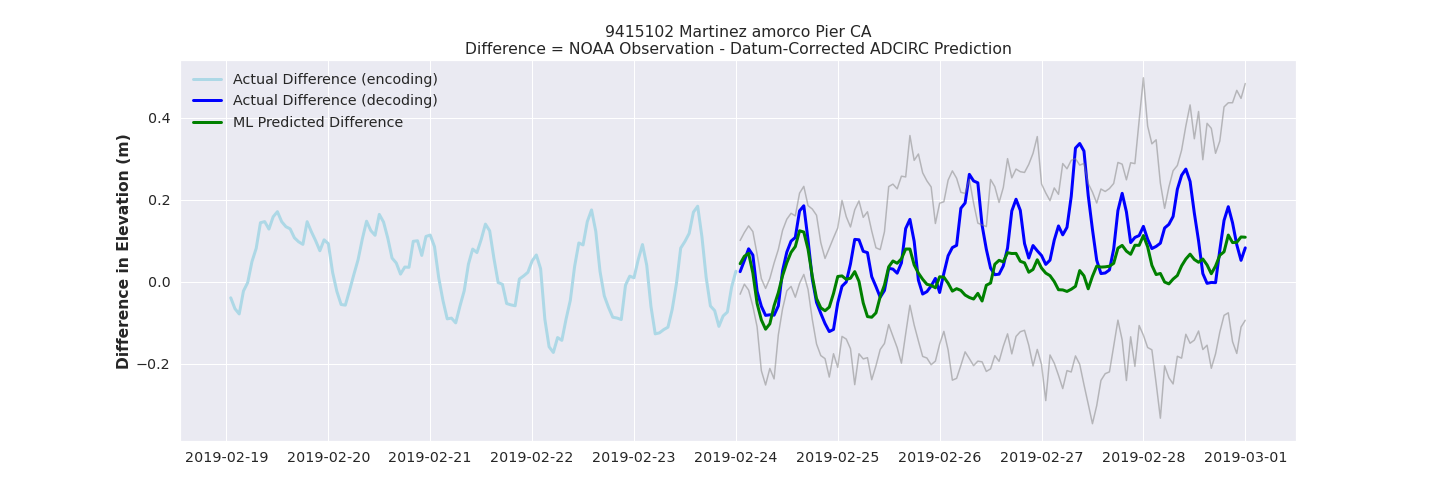 9415102 Martinez amorco Pier CA
Difference = NOAA Observation - Datum-Corrected ADCIRC Prediction
Actual Difference (encoding)
Actual Difference (decoding)
ML Predicted Difference
Difference in Elevation (m)
0.4
0.2
0.0
−0.2
2019-02-19 2019-02-20 2019-02-21 2019-02-22 2019-02-23 2019-02-24 2019-02-25 2019-02-26 2019-02-27 2019-02-28 2019-03-01